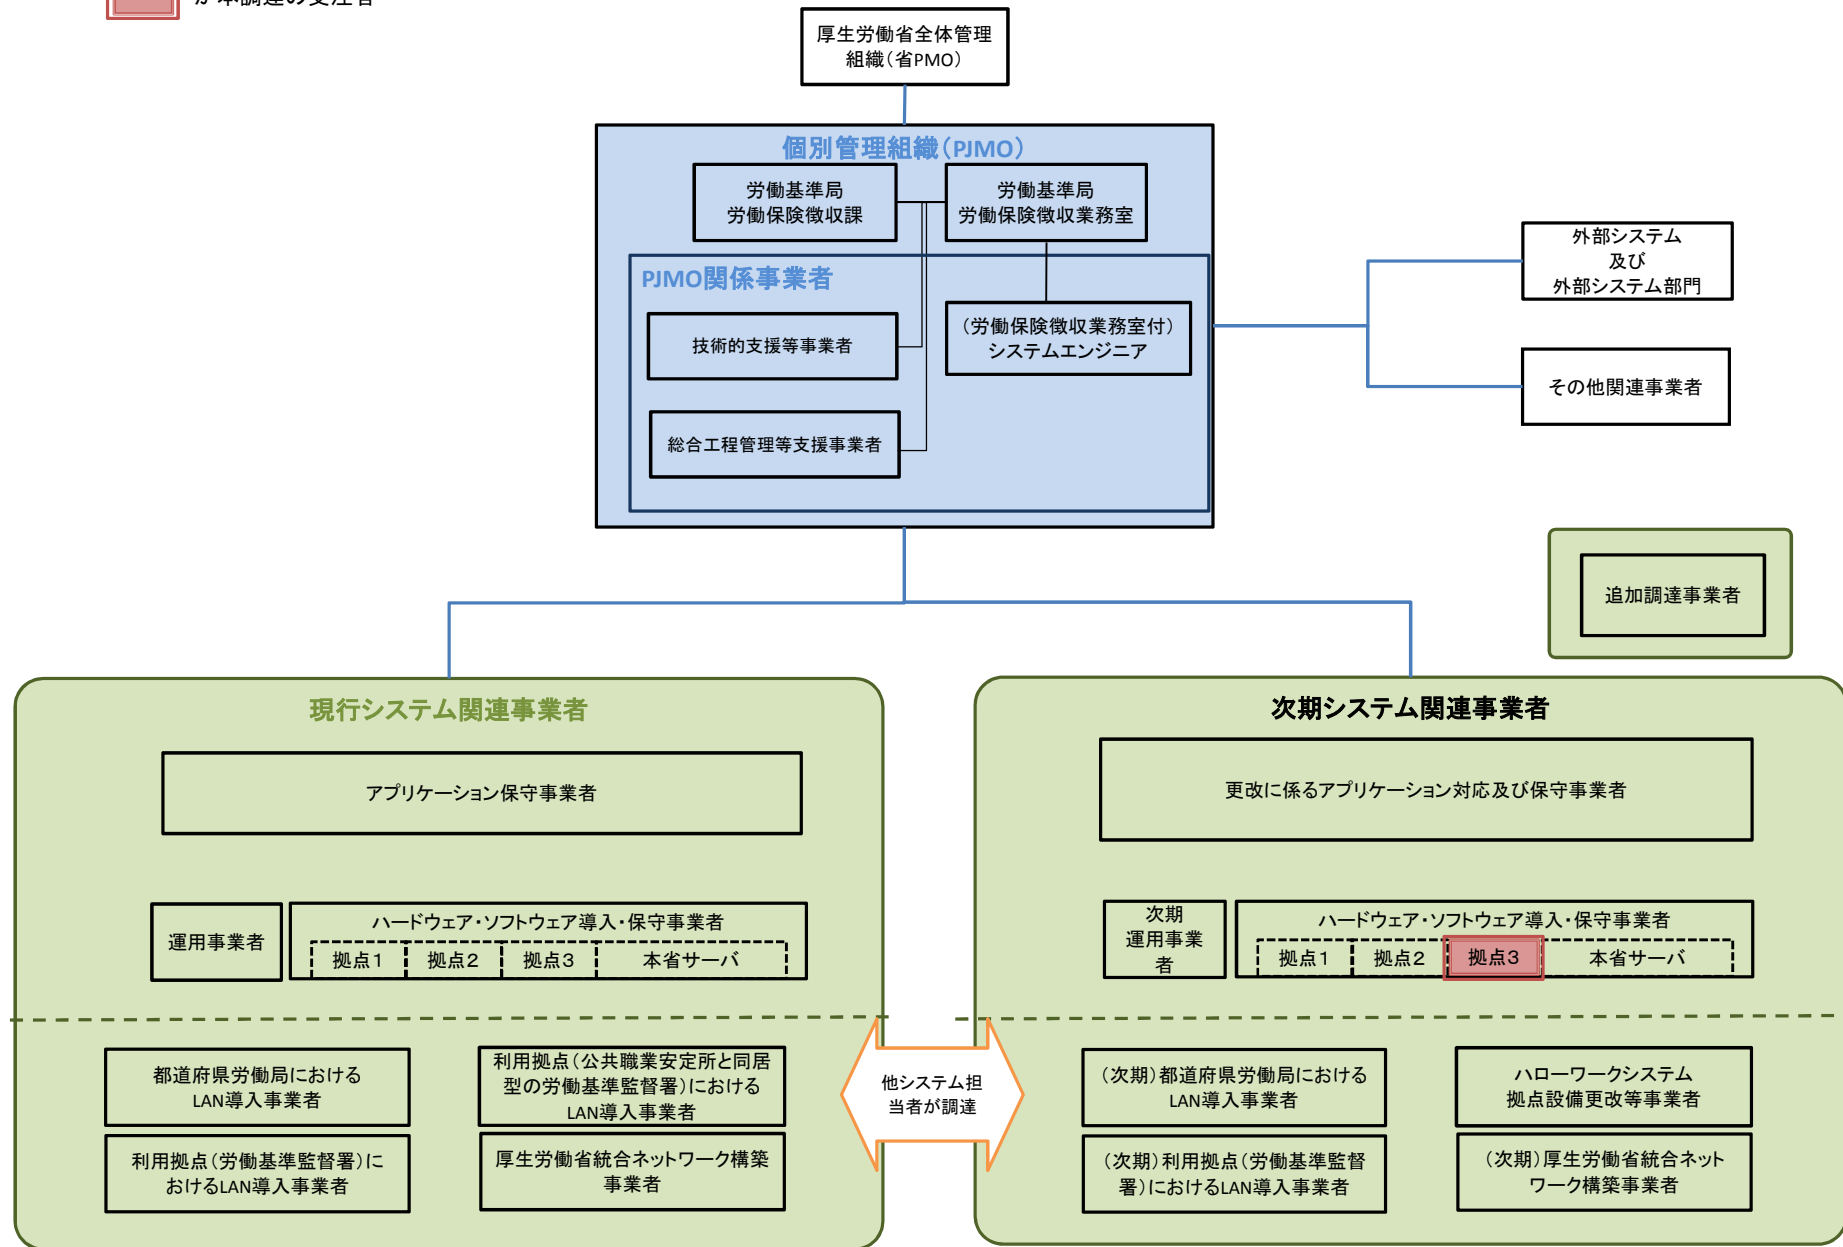 が本調達の受注者
厚生労働省全体管理
組織（省PMO）
個別管理組織（PJMO）
労働基準局
労働保険徴収課
労働基準局
労働保険徴収業務室
PJMO関係事業者
技術的支援等事業者
（労働保険徴収業務室付）
システムエンジニア
総合工程管理等支援事業者
外部システム
及び
外部システム部門
その他関連事業者
追加調達事業者
現行システム関連事業者
アプリケーション保守事業者
運用事業者
ハードウェア・ソフトウェア導入・保守事業者
拠点１
拠点２
拠点３
本省サーバ
都道府県労働局における
LAN導入事業者
利用拠点（公共職業安定所と同居
型の労働基準監督署）における
LAN導入事業者
利用拠点（労働基準監督署）に
おけるLAN導入事業者
厚生労働省統合ネットワーク構築
事業者
他システム担
当者が調達
次期システム関連事業者
更改に係るアプリケーション対応及び保守事業者
次期
運用事業
者
ハードウェア・ソフトウェア導入・保守事業者
拠点１
拠点２
拠点３
本省サーバ
（次期）都道府県労働局における
LAN導入事業者
ハローワークシステム
拠点設備更改等事業者
（次期）利用拠点（労働基準監督
署）におけるLAN導入事業者
（次期）厚生労働省統合ネット
ワーク構築事業者